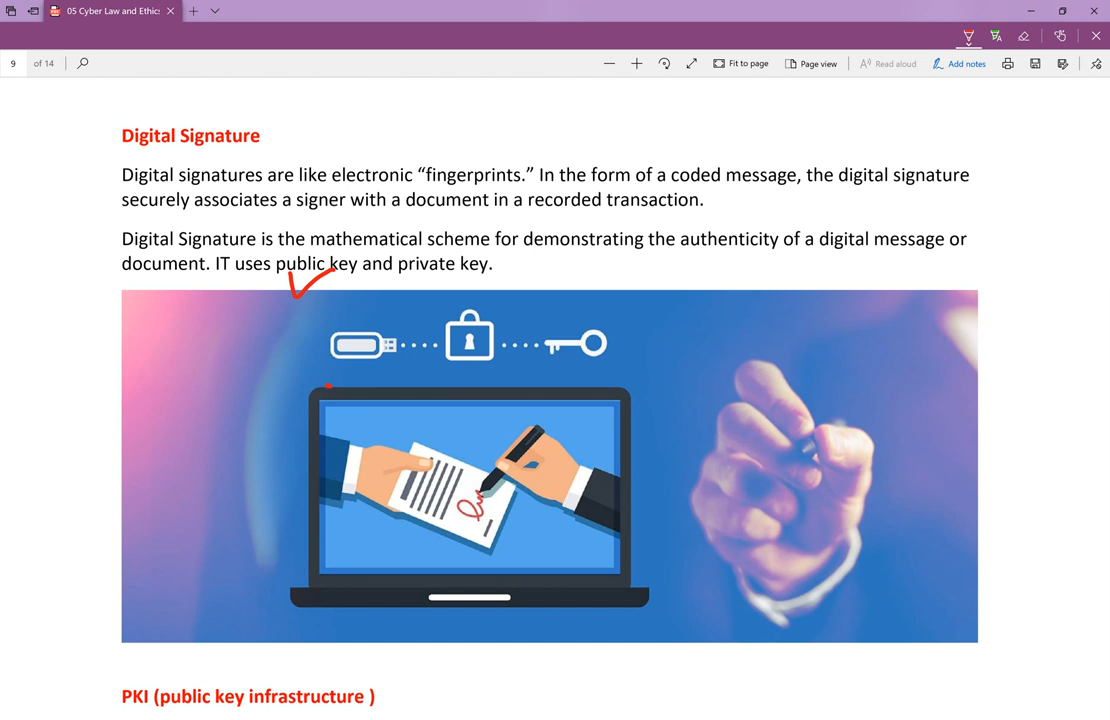 05 Cyber Law and Ethic
9 of 14
Fit to page
Page view
Read aloud
Add notes
Digital Signature
Digital signatures are like electronic “fingerprints.” In the form of a coded message, the digital signature
securely associates a signer with a document in a recorded transaction.
Digital Signature is the mathematical scheme for demonstrating the authenticity of a digital message or
document. IT uses public key and private key.
PKI (public key infrastructure )